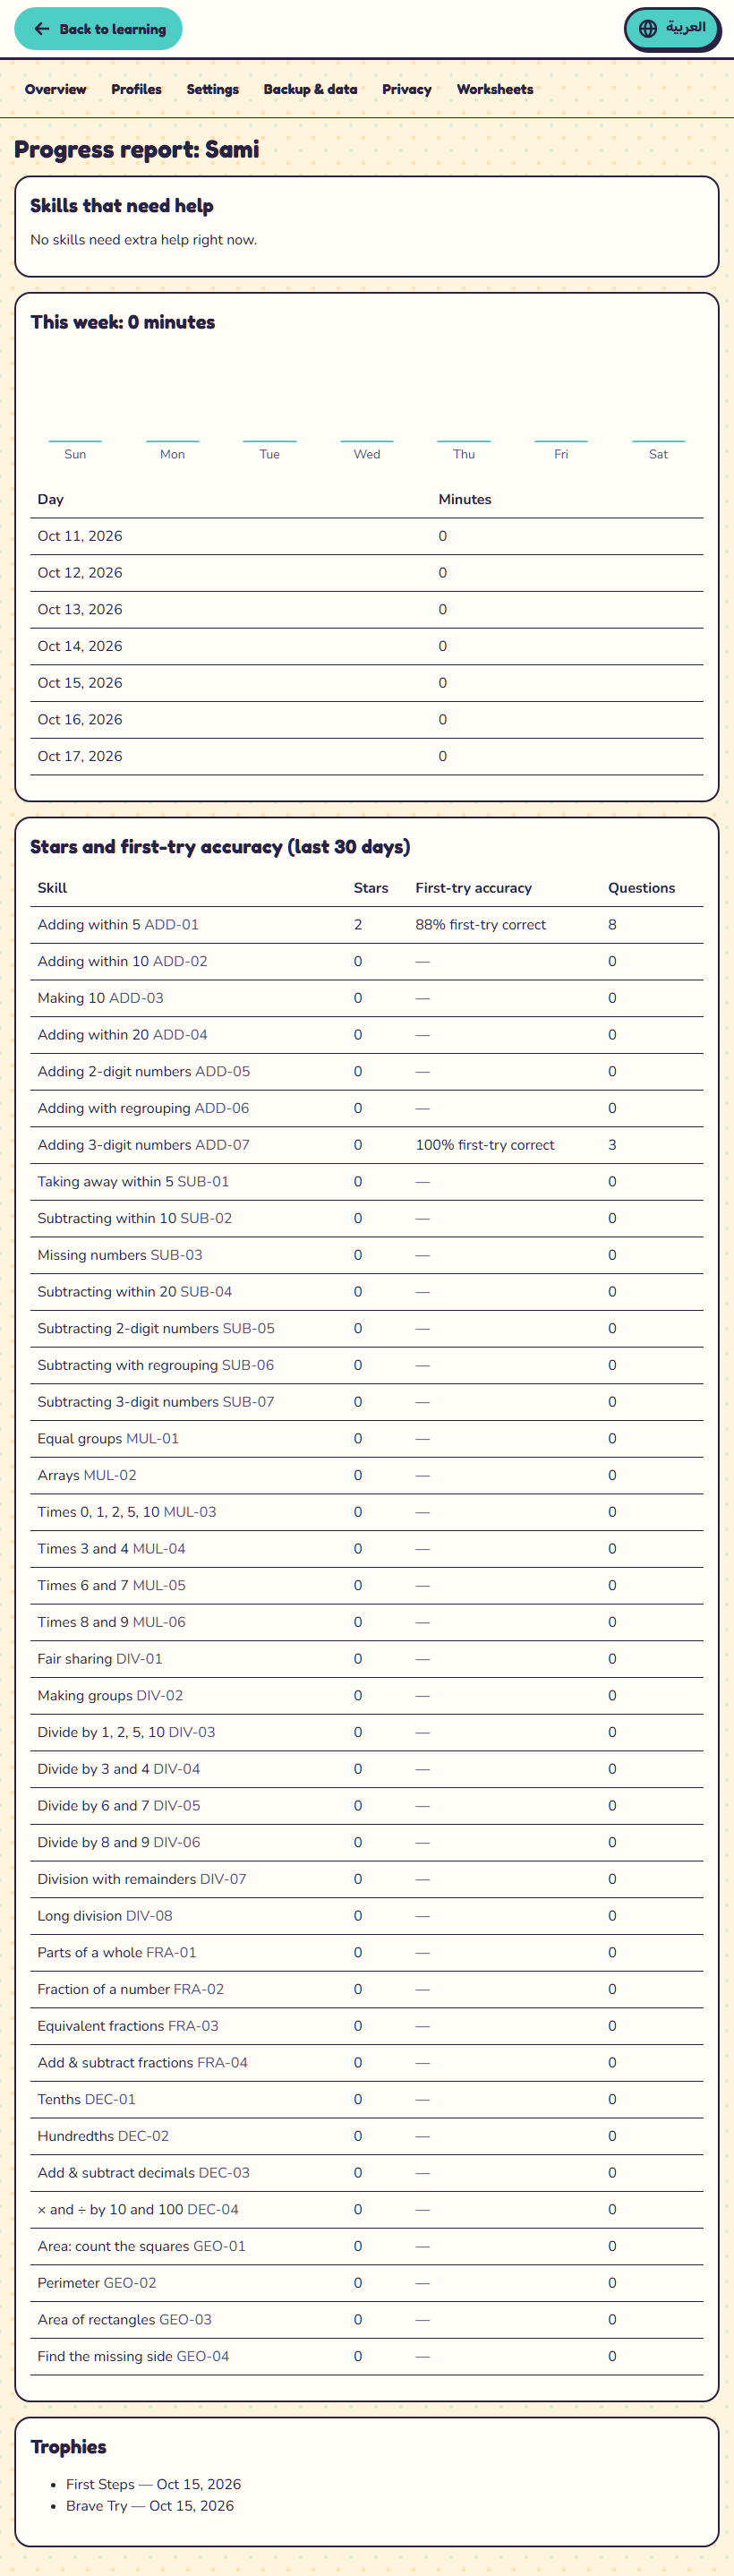 Back to learning
العربية
Overview Profiles Settings Backup & data Privacy Worksheets
Progress report: Sami
Skills that need help
No skills need extra help right now.
This week: 0 minutes
Sun Mon Tue Wed Thu Fri Sat
Day Minutes
Oct 11, 2026 0
Oct 12, 2026 0
Oct 13, 2026 0
Oct 14, 2026 0
Oct 15, 2026 0
Oct 16, 2026 0
Oct 17, 2026 0
Stars and first-try accuracy (last 30 days)
Skill Stars First-try accuracy Questions
Adding within 5 ADD-01 2 88% first-try correct 8
Adding within 10 ADD-02 0 — 0
Making 10 ADD-03 0 — 0
Adding within 20 ADD-04 0 — 0
Adding 2-digit numbers ADD-05 0 — 0
Adding with regrouping ADD-06 0 — 0
Adding 3-digit numbers ADD-07 0 100% first-try correct 3
Taking away within 5 SUB-01 0 — 0
Subtracting within 10 SUB-02 0 — 0
Missing numbers SUB-03 0 — 0
Subtracting within 20 SUB-04 0 — 0
Subtracting 2-digit numbers SUB-05 0 — 0
Subtracting with regrouping SUB-06 0 — 0
Subtracting 3-digit numbers SUB-07 0 — 0
Equal groups MUL-01 0 — 0
Arrays MUL-02 0 — 0
Times 0, 1, 2, 5, 10 MUL-03 0 — 0
Times 3 and 4 MUL-04 0 — 0
Times 6 and 7 MUL-05 0 — 0
Times 8 and 9 MUL-06 0 — 0
Fair sharing DIV-01 0 — 0
Making groups DIV-02 0 — 0
Divide by 1, 2, 5, 10 DIV-03 0 — 0
Divide by 3 and 4 DIV-04 0 — 0
Divide by 6 and 7 DIV-05 0 — 0
Divide by 8 and 9 DIV-06 0 — 0
Division with remainders DIV-07 0 — 0
Long division DIV-08 0 — 0
Parts of a whole FRA-01 0 — 0
Fraction of a number FRA-02 0 — 0
Equivalent fractions FRA-03 0 — 0
Add & subtract fractions FRA-04 0 — 0
Tenths DEC-01 0 — 0
Hundredths DEC-02 0 — 0
Add & subtract decimals DEC-03 0 — 0
× and ÷ by 10 and 100 DEC-04 0 — 0
Area: count the squares GEO-01 0 — 0
Perimeter GEO-02 0 — 0
Area of rectangles GEO-03 0 — 0
Find the missing side GEO-04 0 — 0
Trophies
• First Steps — Oct 15, 2026
• Brave Try — Oct 15, 2026